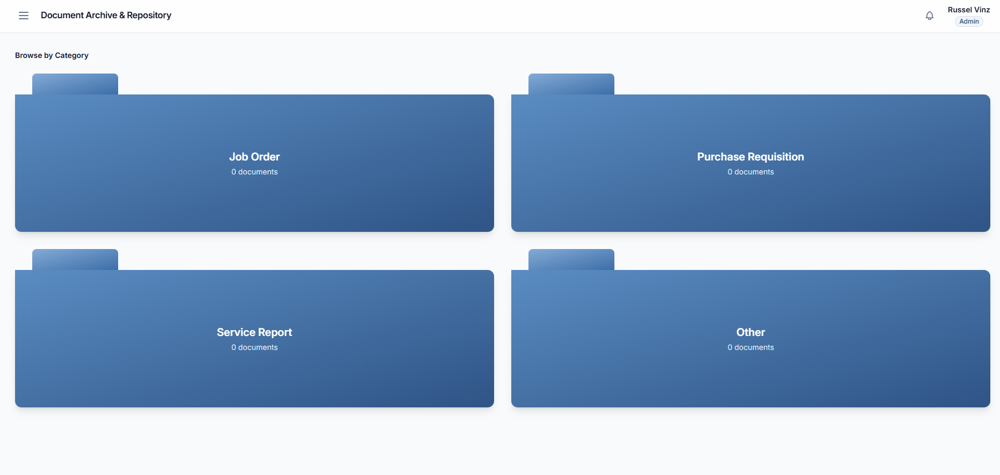 Document Archive & Repository
Russel Vinz
Admin
Browse by Category
Job Order
0 documents
Purchase Requisition
0 documents
Service Report
0 documents
Other
0 documents